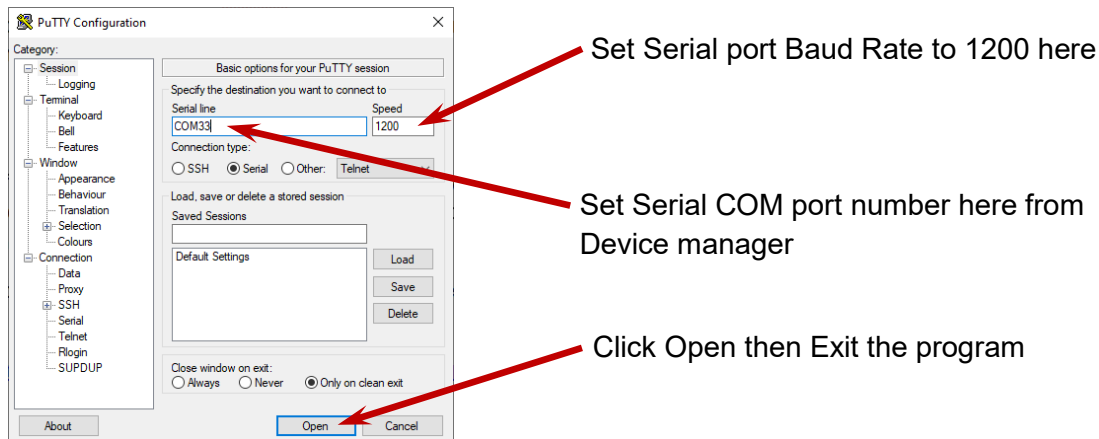 PuTTY Configuration
Category:
Session
Logging
Terminal
Keyboard
Bell
Features
Window
Appearance
Behaviour
Translation
Selection
Colours
Connection
Data
Proxy
SSH
Serial
Telnet
Rlogin
SUPDUP
Basic options for your PuTTY session
Specify the destination you want to connect to
Serial line Speed
COM33 1200
Connection type:
SSH Serial Other: Telnet
Load, save or delete a stored session
Saved Sessions
Default Settings
Load
Save
Delete
Close window on exit:
Always Never Only on clean exit
About Open Cancel
Set Serial port Baud Rate to 1200 here
Set Serial COM port number here from
Device manager
Click Open then Exit the program